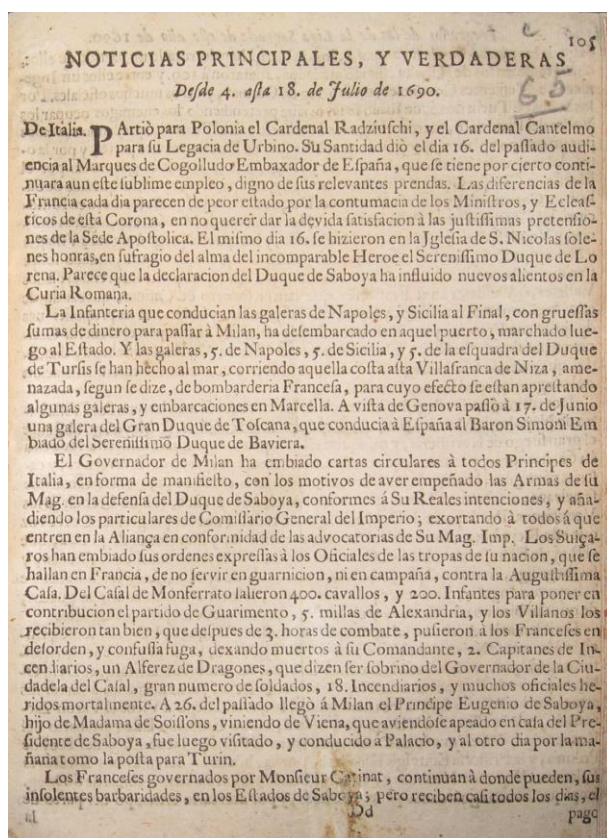 105
NOTICIAS PRINCIPALES, Y VERDADERAS
65
Desde 4. aſta 18. de Julio de 1690.
De Italia. PArtiò para Polonia el Cardenal Radziuſchi, y el Cardenal Cantelmo
para ſu Legacia de Urbino. Su Santidad diò el dia 16. del paſſado audi-
encia al Marques de Cogolludo Embaxador de Eſpaña, que ſe tiene por cierto conti-
nuara aun eſte ſublime empleo, digno de ſus relevantes prendas. Las diferencias de la
Francia cada dia parecen de peor eſtado por la contumacia de los Miniſtros, y Ecleaſ-
ticos de eſta Corona, en no querer dar la devida ſatisfacion à las juſtiſſimas pretenſio-
nes de la Sede Apoſtolica. El miſmo dia 16. ſe hizieron en la Jgleſia de S. Nicolas ſole-
nes honras, en ſufragio del alma del incomparable Heroe el Sereniſſimo Duque de Lo
rena. Parece que la declaracion del Duque de Saboya ha influido nuevos alientos en la
Curia Romana.
La Infanteria que conducian las galeras de Napoles, y Sicilia al Final, con grueſſas
ſumas de dinero para paſſar à Milan, ha deſembarcado en aquel puerto, marchado lue-
go al Eſtado. Y las galeras, 5. de Napoles, 5. de Sicilia, y 5. de la eſquadra del Duque
de Turſis ſe han hecho al mar, corriendo aquella coſta aſta Villafranca de Niza, ame-
nazada, ſegun ſe dize, de bombarderia Franceſa, para cuyo efecto ſe eſtan apreſtando
algunas galeras, y embarcaciones en Marcella. A viſta de Genova paſſò à 17. de Junio
una galera del Gran Duque de Toſcana, que conducia à Eſpaña al Baron Simoni Em
biado del Sereniſſimo Duque de Baviera.
El Governador de Milan ha embiado cartas circulares à todos Principes de
Italia, en forma de manifieſto, con los motivos de aver empeñado las Armas de ſu
Mag. en la defenſa del Duque de Saboya, conformes á Su Reales intenciones, y aña-
diendo los particulares de Comiſſario General del Imperio; exortando à todos á que
entren en la Aliança en conformidad de las advocatorias de Su Mag. Imp. Los Suiça-
ros han embiado ſus ordenes expreſſas à los Oficiales de las tropas de ſu nacion, que ſe
hallan en Francia, de no ſervir en guarnicion, ni en campaña, contra la Auguſtiſſima
Caſa. Del Caſal de Monferrato ſalieron 400. cavallos, y 200. Infantes para poner en
contribucion el partido de Guarimento, 5. millas de Alexandria, y los Villanos los
recibieron tan bien, que deſpues de 3. horas de combate, puſieron à los Franceſes en
deſorden, y confuſſa fuga, dexando muertos à ſu Comandante, 2. Capitanes de In-
cendiarios, un Alferez de Dragones, que dizen ſer ſobrino del Governador de la Ciu-
dadela del Caſal, gran numero de ſoldados, 18. Incendiarios, y muchos oficiales he-
ridos mortalmente. A 26. del paſſado llegò á Milan el Principe Eugenio de Saboya,
hijo de Madama de Soiſſons, viniendo de Viena, que aviendoſe apeado en caſa del Pre-
ſidente de Saboya, fue luego viſitado, y conducido á Palacio, y al otro dia por la ma-
ñana tomo la poſta para Turin.
Los Franceſes governados por Monſieur Catinat, continuan à donde pueden, ſus
inſolentes barbaridades, en los Eſtados de Saboya; pero reciben caſi todos los dias, el
Dd
pago